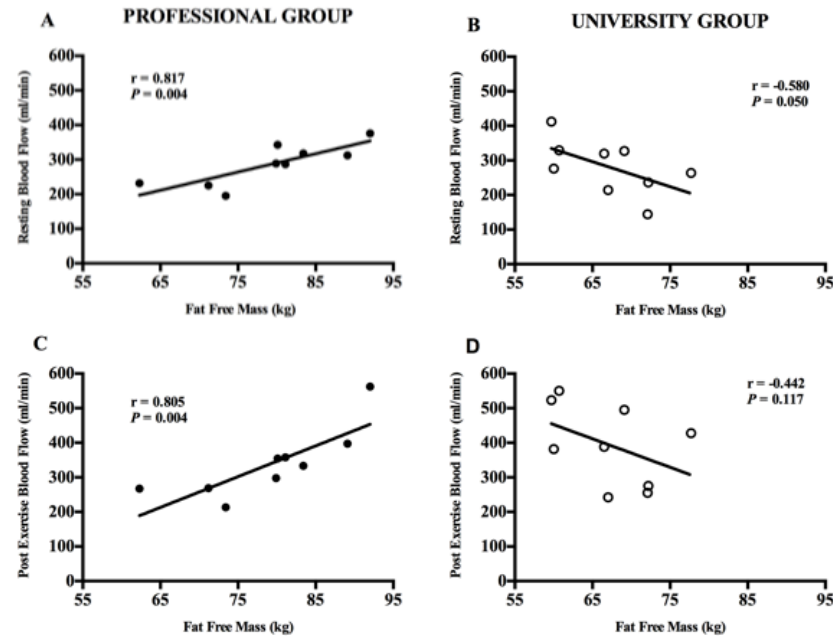 A PROFESSIONAL GROUP
r = 0.817
P = 0.004
Resting Blood Flow (ml/min)
600
500
400
300
200
100
0
55 65 75 85 95
Fat Free Mass (kg)
B UNIVERSITY GROUP
r = -0.580
P = 0.050
Resting Blood Flow (ml/min)
600
500
400
300
200
100
0
55 65 75 85 95
Fat Free Mass (kg)
C
r = 0.805
P = 0.004
Post Exercise Blood Flow (ml/min)
600
500
400
300
200
100
0
55 65 75 85 95
Fat Free Mass (kg)
D
r = -0.442
P = 0.117
Post Exercise Blood Flow (ml/min)
600
500
400
300
200
100
0
55 65 75 85 95
Fat Free Mass (kg)